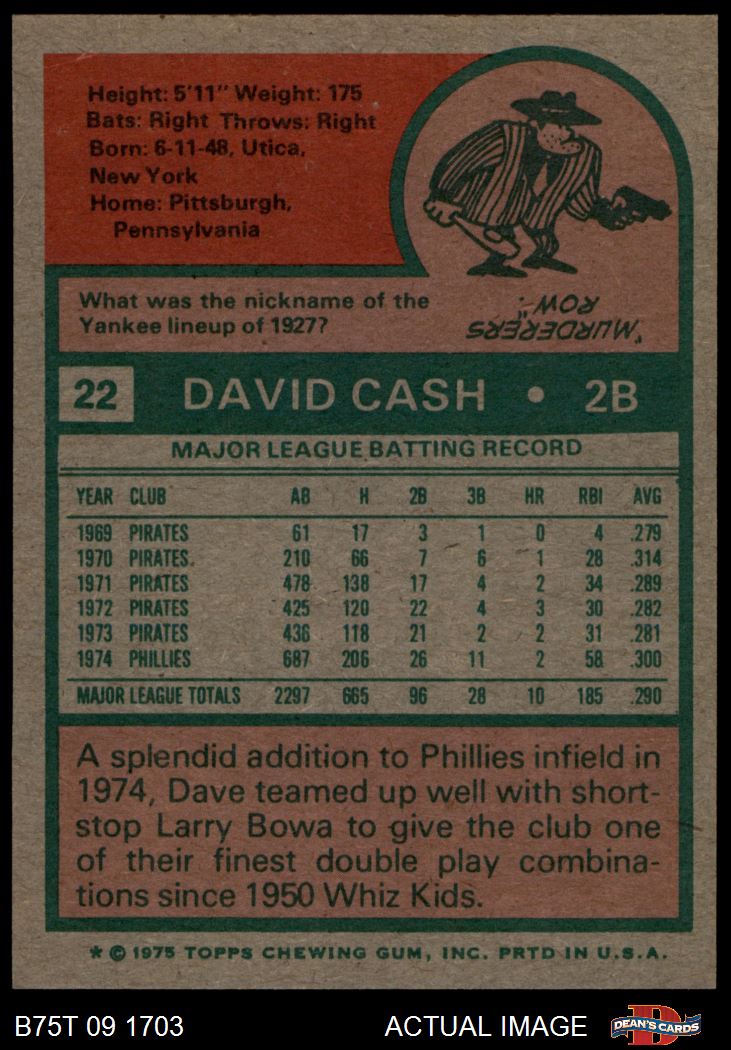 Height: 5'11" Weight: 175
Bats: Right Throws: Right
Born: 6-11-48, Utica,
New York
Home: Pittsburgh,
Pennsylvania
What was the nickname of the
Yankee lineup of 1927?
"MURDERERS
ROW."
22 DAVID CASH • 2B
MAJOR LEAGUE BATTING RECORD
YEAR CLUB AB H 2B 3B HR RBI AVG
1969 PIRATES 61 17 3 1 0 4 .279
1970 PIRATES. 210 66 7 6 1 28 .314
1971 PIRATES 478 138 17 4 2 34 .289
1972 PIRATES 425 120 22 4 3 30 .282
1973 PIRATES 436 118 21 2 2 31 .281
1974 PHILLIES 687 206 26 11 2 58 .300
MAJOR LEAGUE TOTALS 2297 665 96 28 10 185 .290
A splendid addition to Phillies infield in
1974, Dave teamed up well with short-
stop Larry Bowa to give the club one
of their finest double play combina-
tions since 1950 Whiz Kids.
* © 1975 TOPPS CHEWING GUM, INC. PRTD IN U.S.A.
B75T 09 1703 ACTUAL IMAGE D DEAN'S CARDS